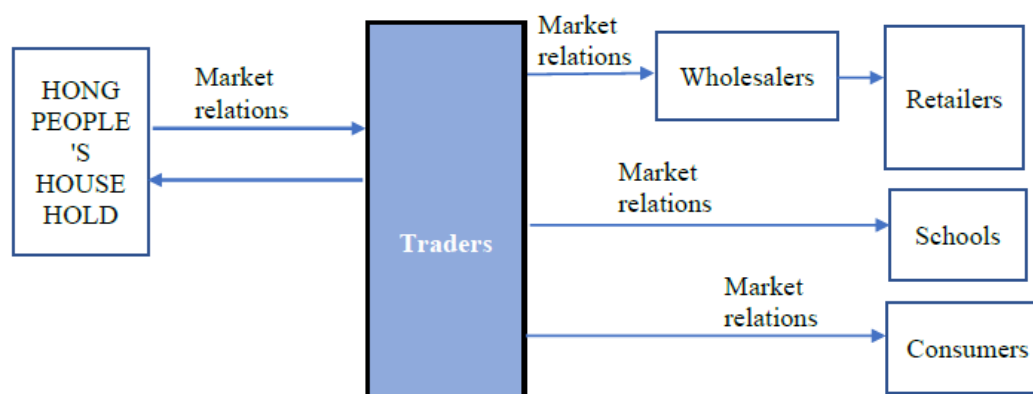 HONG
PEOPLE
'S
HOUSE
HOLD
Market
relations
Traders
Market
relations
Wholesalers
Retailers
Market
relations
Schools
Market
relations
Consumers